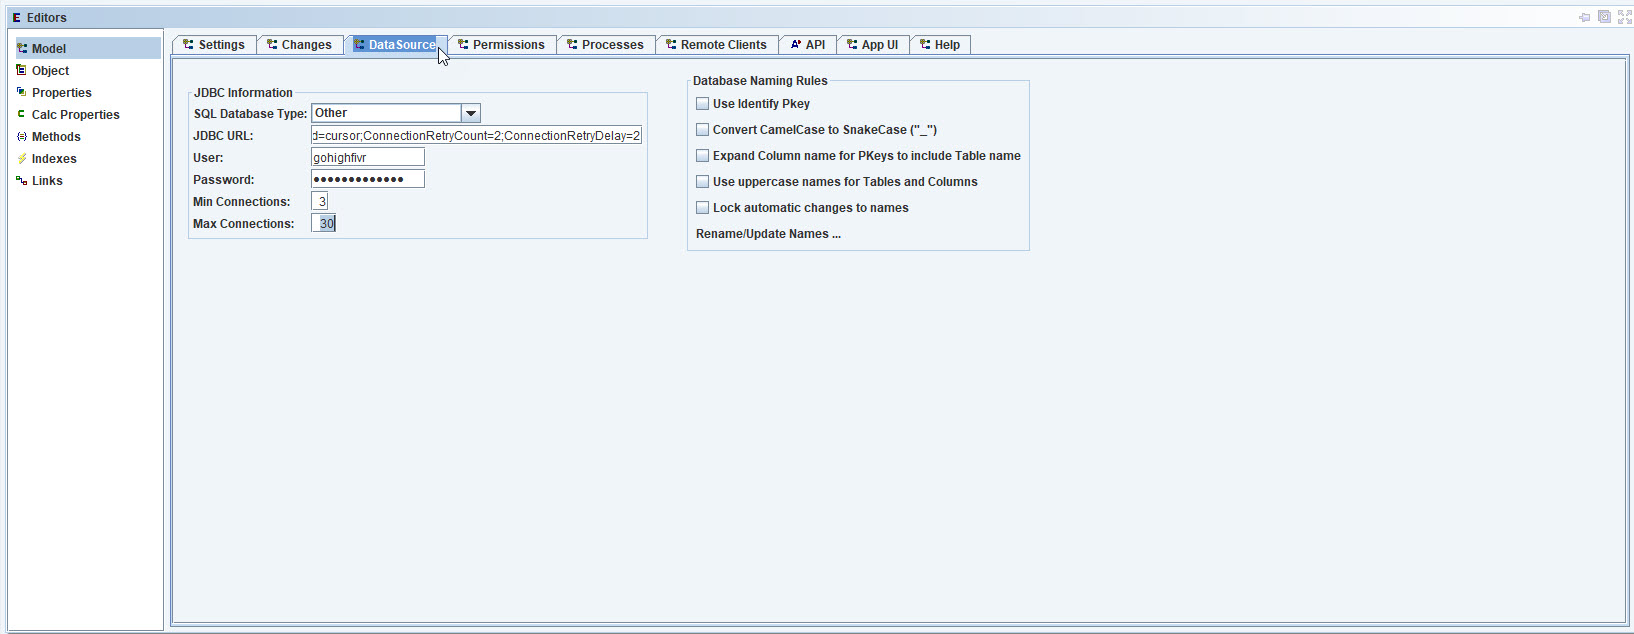 Editors
Model
Object
Properties
Calc Properties
Methods
Indexes
Links
Settings Changes DataSource Permissions Processes Remote Clients API App UI Help
JDBC Information
SQL Database Type: Other
JDBC URL: d=cursor;ConnectionRetryCount=2;ConnectionRetryDelay=2
User: gohighfivr
Password: •••••••••••••
Min Connections: 3
Max Connections: 30
Database Naming Rules
Use Identify Pkey
Convert CamelCase to SnakeCase ("_")
Expand Column name for PKeys to include Table name
Use uppercase names for Tables and Columns
Lock automatic changes to names
Rename/Update Names ...